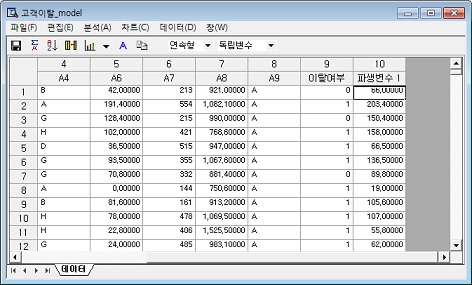 고객이탈_model
파일(F) 편집(E) 분석(A) 차트(C) 데이터(D) 창(W)
A 연속형 독립변수
4 5 6 7 8 9 10
A4 A6 A7 A8 A9 이탈여부 파생변수 1
1 B 42,00000 213 921,00000 A 0 66,00000
2 A 191,40000 554 1,082,10000 A 1 203,40000
3 G 128,40000 215 990,00000 A 0 150,40000
4 H 102,00000 421 768,60000 A 1 158,00000
5 D 36,50000 515 947,00000 A 1 66,50000
6 G 93,50000 355 1,067,60000 A 1 136,50000
7 G 70,80000 332 881,40000 A 0 89,80000
8 A 0,00000 144 750,60000 A 1 19,00000
9 B 81,60000 161 913,20000 A 1 105,60000
10 H 78,00000 478 1,069,50000 A 1 107,00000
11 H 22,80000 406 1,525,50000 A 1 55,80000
12 G 24,00000 485 983,10000 A 1 62,00000
데이터